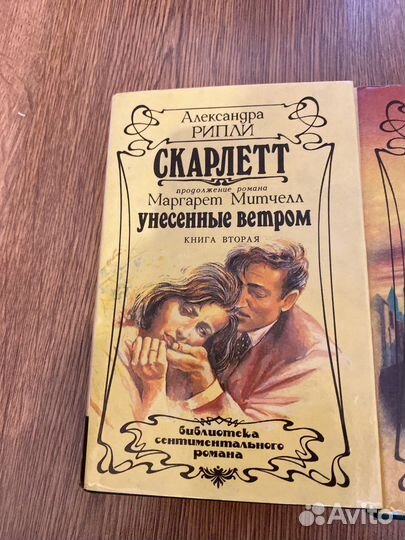 Александра
РИПЛИ
СКАРЛЕТТ
продолжение романа
Маргарет Митчелл
УНЕСЕННЫЕ ВЕТРОМ
КНИГА ВТОРАЯ
библиотека
сентиментального
романа
Avito